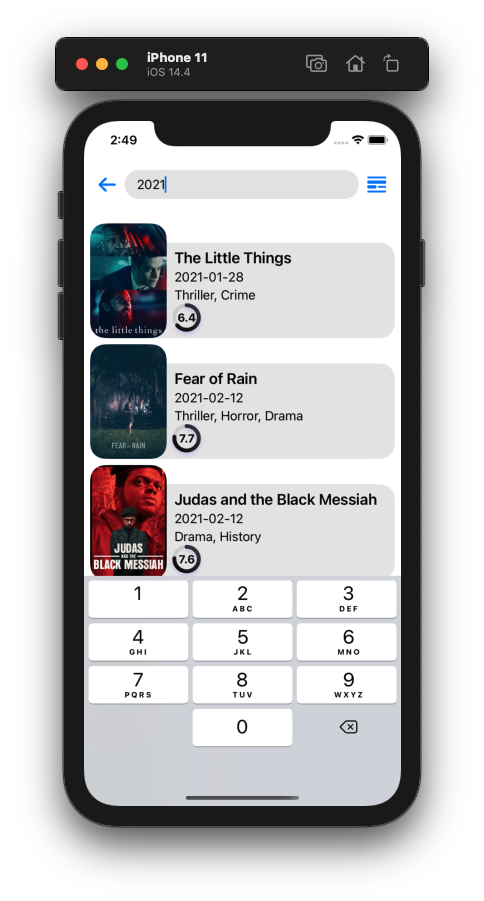 iPhone 11
iOS 14.4
2:49
2021
The Little Things
2021-01-28
Thriller, Crime
6.4
the little things
Fear of Rain
2021-02-12
Thriller, Horror, Drama
7.7
FEAR OF RAIN
Judas and the Black Messiah
2021-02-12
Drama, History
7.6
JUDAS
AND THE
BLACK MESSIAH
1 2 3
ABC DEF
4 5 6
GHI JKL MNO
7 8 9
PQRS TUV WXYZ
0